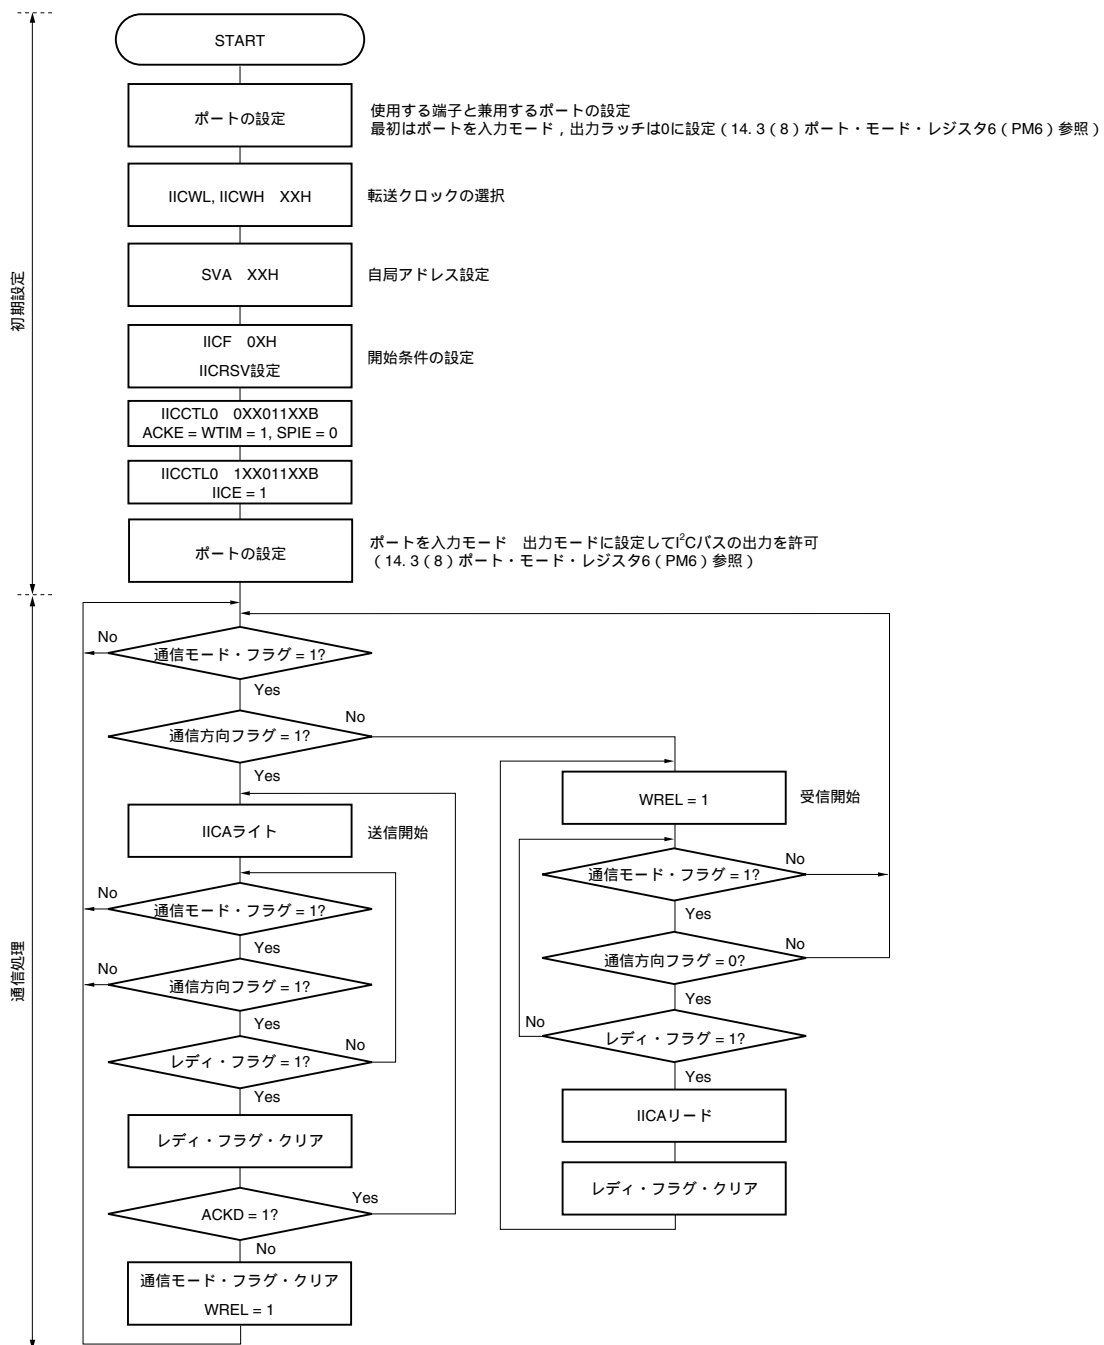 START
ポートの設定
使用する端子と兼用するポートの設定
最初はポートを入力モード，出力ラッチは0に設定（14. 3（8）ポート・モード・レジスタ6（PM6）参照）
IICWL, IICWH XXH
転送クロックの選択
SVA XXH
自局アドレス設定
初期設定
IICF 0XH
IICRSV設定
開始条件の設定
IICCTL0 0XX011XXB
ACKE = WTIM = 1, SPIE = 0
IICCTL0 1XX011XXB
IICE = 1
ポートの設定
ポートを入力モード 出力モードに設定してI²Cバスの出力を許可
（14. 3（8）ポート・モード・レジスタ6（PM6）参照）
No
通信モード・フラグ = 1?
Yes
通信方向フラグ = 1?
No
Yes
IICAライト
送信開始
No
通信モード・フラグ = 1?
Yes
No
通信方向フラグ = 1?
Yes
レディ・フラグ = 1?
No
Yes
レディ・フラグ・クリア
ACKD = 1?
Yes
No
通信モード・フラグ・クリア
WREL = 1
通信処理
WREL = 1
受信開始
通信モード・フラグ = 1?
No
Yes
通信方向フラグ = 0?
No
Yes
No
レディ・フラグ = 1?
Yes
IICAリード
レディ・フラグ・クリア